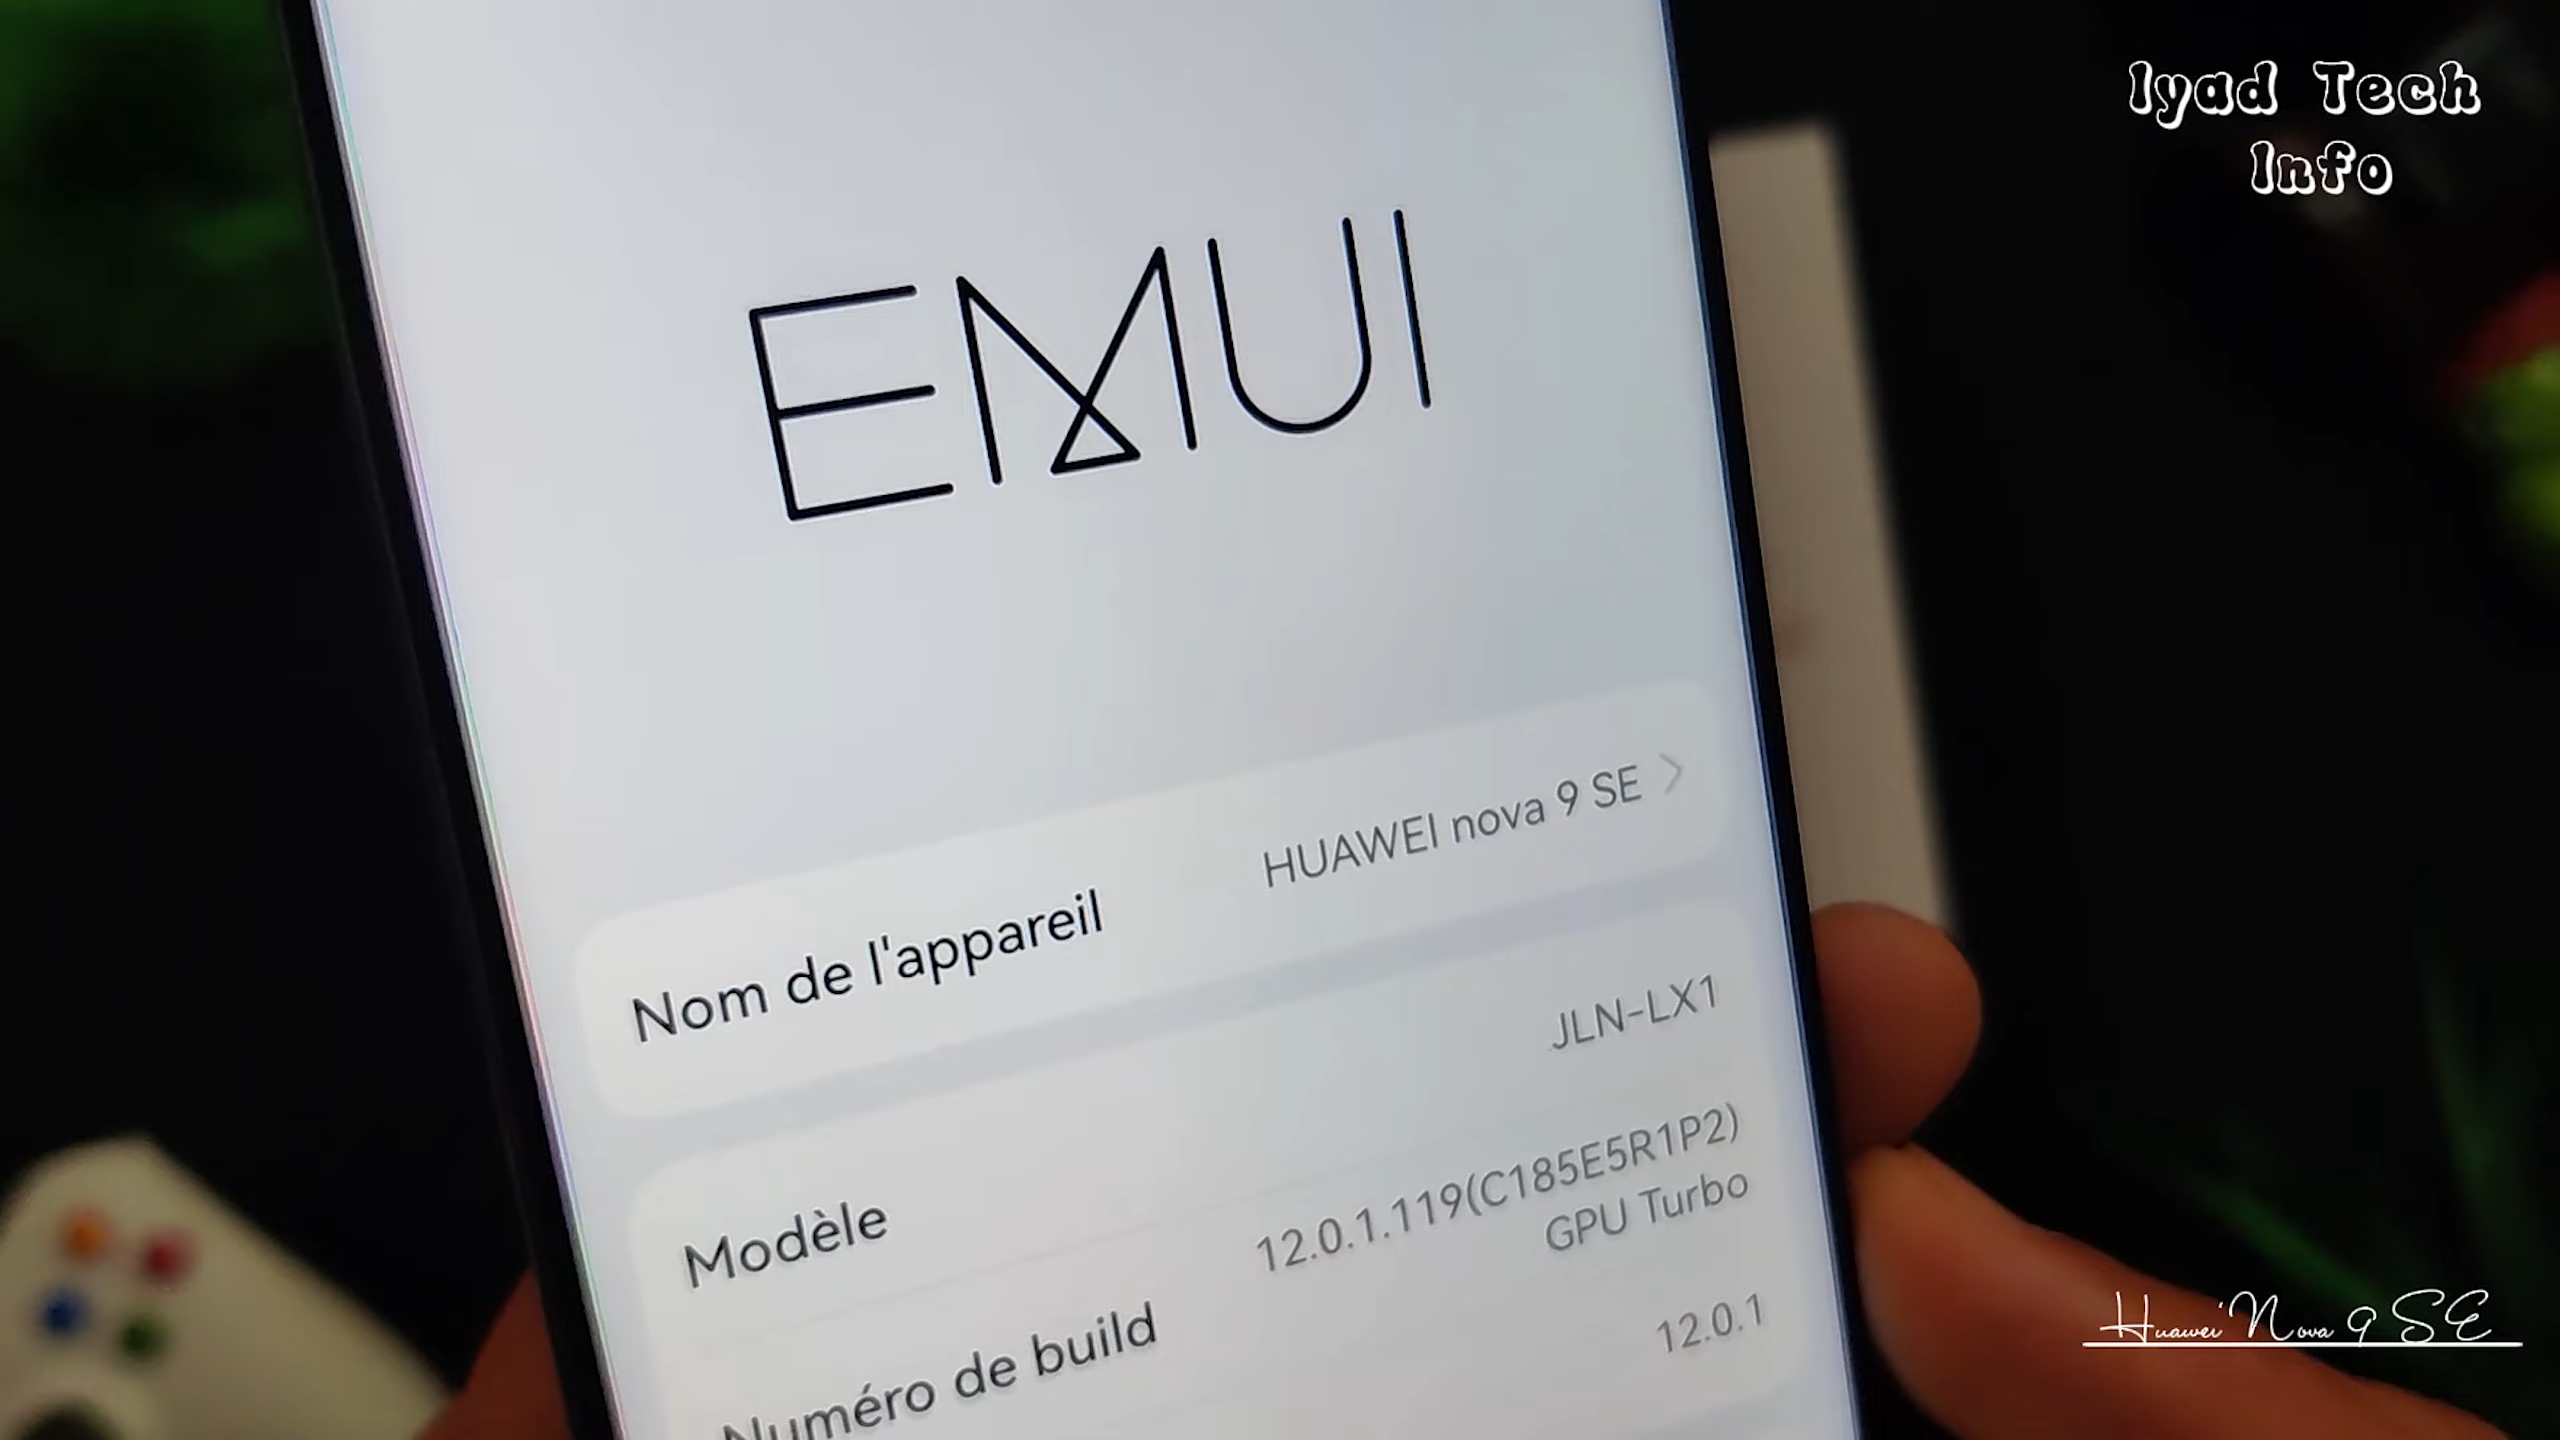 Iyad Tech
Info
EMUI
Nom de l'appareil HUAWEI nova 9 SE
Modèle JLN-LX1
Numéro de build 12.0.1.119(C185E5R1P2)
GPU Turbo
12.0.1
Huawei Nova 9 SE